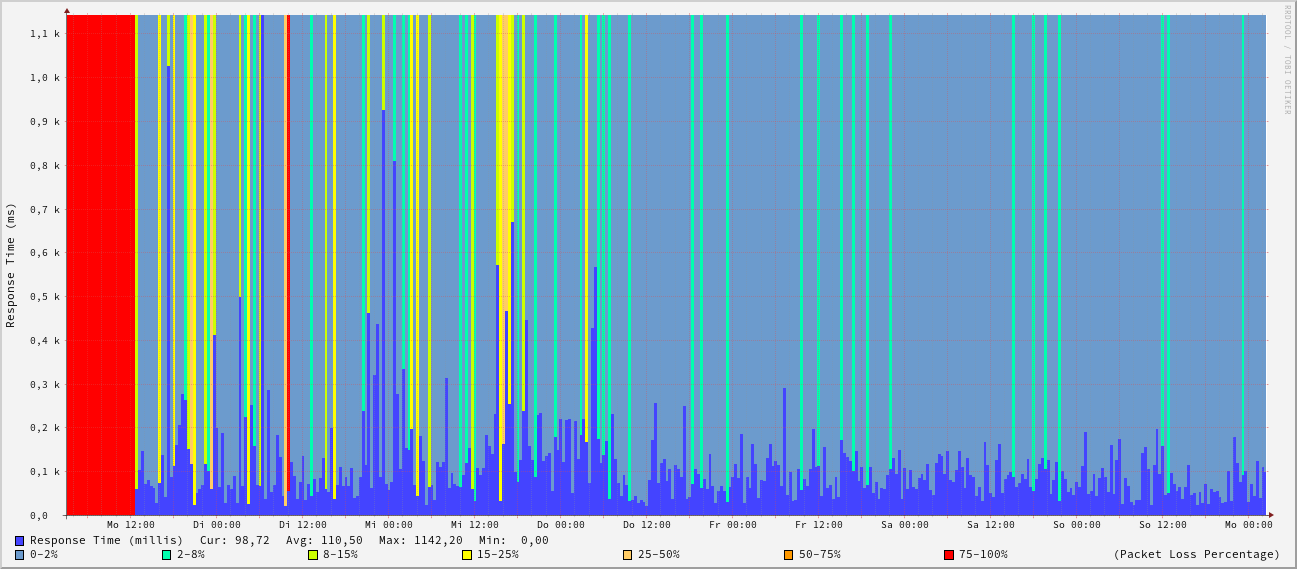 RRDTOOL / TOBI OETIKER
Response Time (ms)
1,1 k
1,0 k
0,9 k
0,8 k
0,7 k
0,6 k
0,5 k
0,4 k
0,3 k
0,2 k
0,1 k
0,0
Mo 12:00 Di 00:00 Di 12:00 Mi 00:00 Mi 12:00 Do 00:00 Do 12:00 Fr 00:00 Fr 12:00 Sa 00:00 Sa 12:00 So 00:00 So 12:00 Mo 00:00
Response Time (millis) Cur: 98,72 Avg: 110,50 Max: 1142,20 Min: 0,00
0-2% 2-8% 8-15% 15-25% 25-50% 50-75% 75-100% (Packet Loss Percentage)